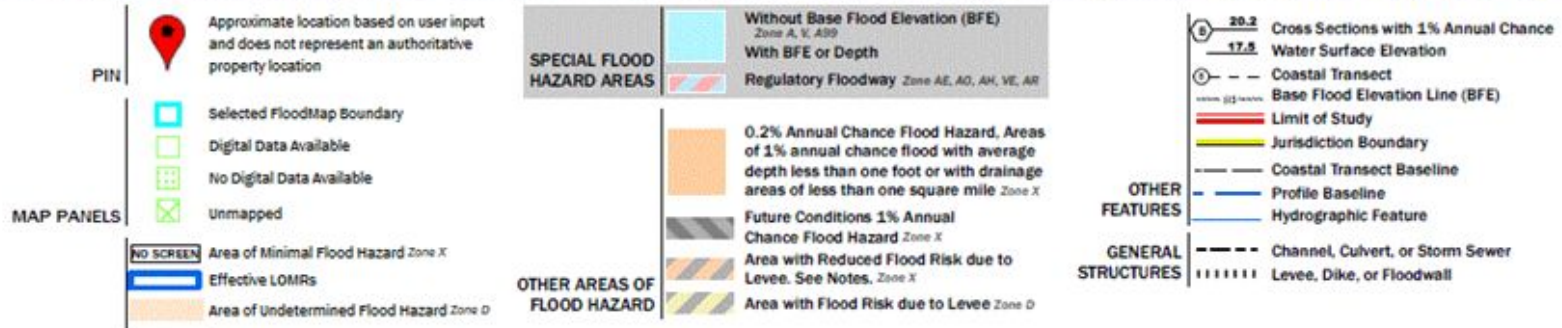 PIN
Approximate location based on user input
and does not represent an authoritative
property location
MAP PANELS
Selected FloodMap Boundary
Digital Data Available
No Digital Data Available
Unmapped
NO SCREEN Area of Minimal Flood Hazard Zone X
Effective LOMRs
Area of Undetermined Flood Hazard Zone D
SPECIAL FLOOD
HAZARD AREAS
Without Base Flood Elevation (BFE)
Zone A, V, A99
With BFE or Depth
Regulatory Floodway Zone AE, AO, AH, VE, AR
OTHER AREAS OF
FLOOD HAZARD
0.2% Annual Chance Flood Hazard, Areas
of 1% annual chance flood with average
depth less than one foot or with drainage
areas of less than one square mile Zone X
Future Conditions 1% Annual
Chance Flood Hazard Zone X
Area with Reduced Flood Risk due to
Levee. See Notes. Zone X
Area with Flood Risk due to Levee Zone D
OTHER
FEATURES
20.2 Cross Sections with 1% Annual Chance
17.5 Water Surface Elevation
Coastal Transect
Base Flood Elevation Line (BFE)
Limit of Study
Jurisdiction Boundary
Coastal Transect Baseline
Profile Baseline
Hydrographic Feature
GENERAL
STRUCTURES
Channel, Culvert, or Storm Sewer
Levee, Dike, or Floodwall